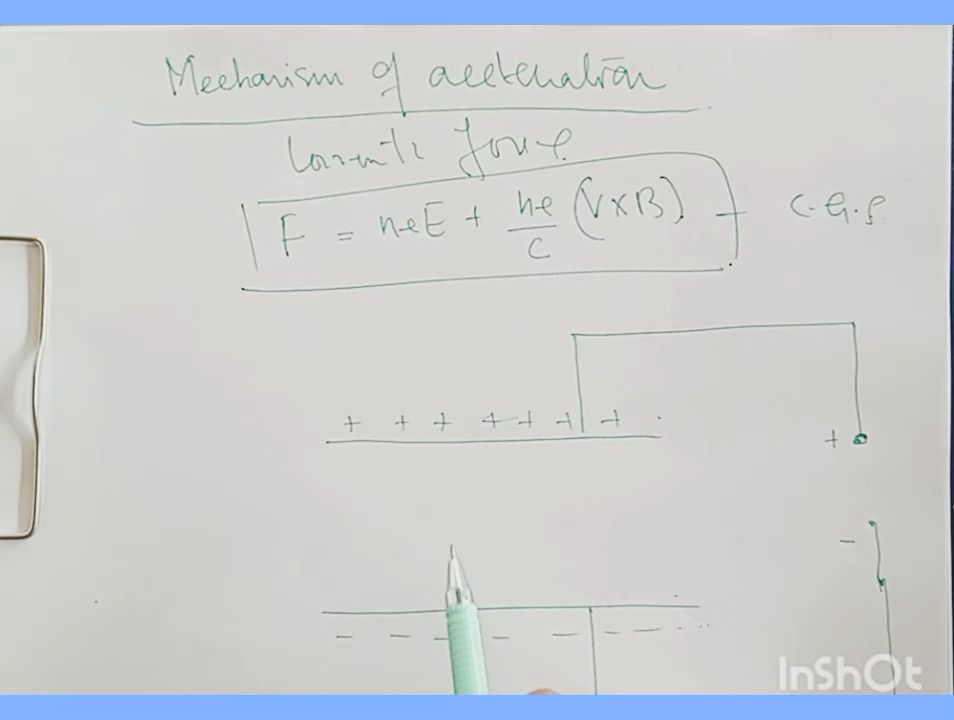 Mechanism of acceleration
Lorentz force
F = neE + ne/c (V×B) - C.G.S
+ + + + + + +
+
-
- - - - - - -
InShOt